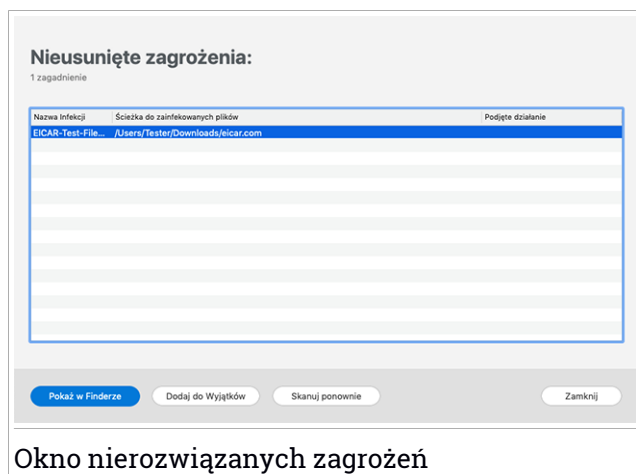 Nieusunięte zagrożenia:
1 zagadnienie
Nazwa Infekcji Ścieżka do zainfekowanych plików Podjęte działanie
EICAR-Test-File... /Users/Tester/Downloads/eicar.com
Pokaż w Finderze Dodaj do Wyjątków Skanuj ponownie Zamknij
Okno nierozwiązanych zagrożeń